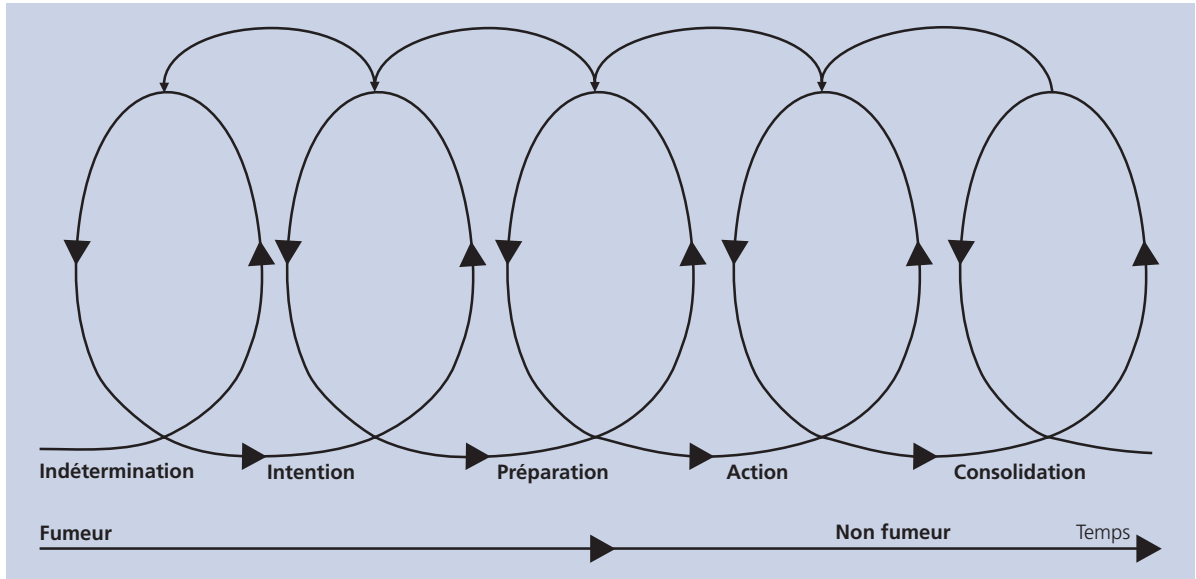 Indétermination Intention Préparation Action Consolidation
Fumeur Non fumeur Temps